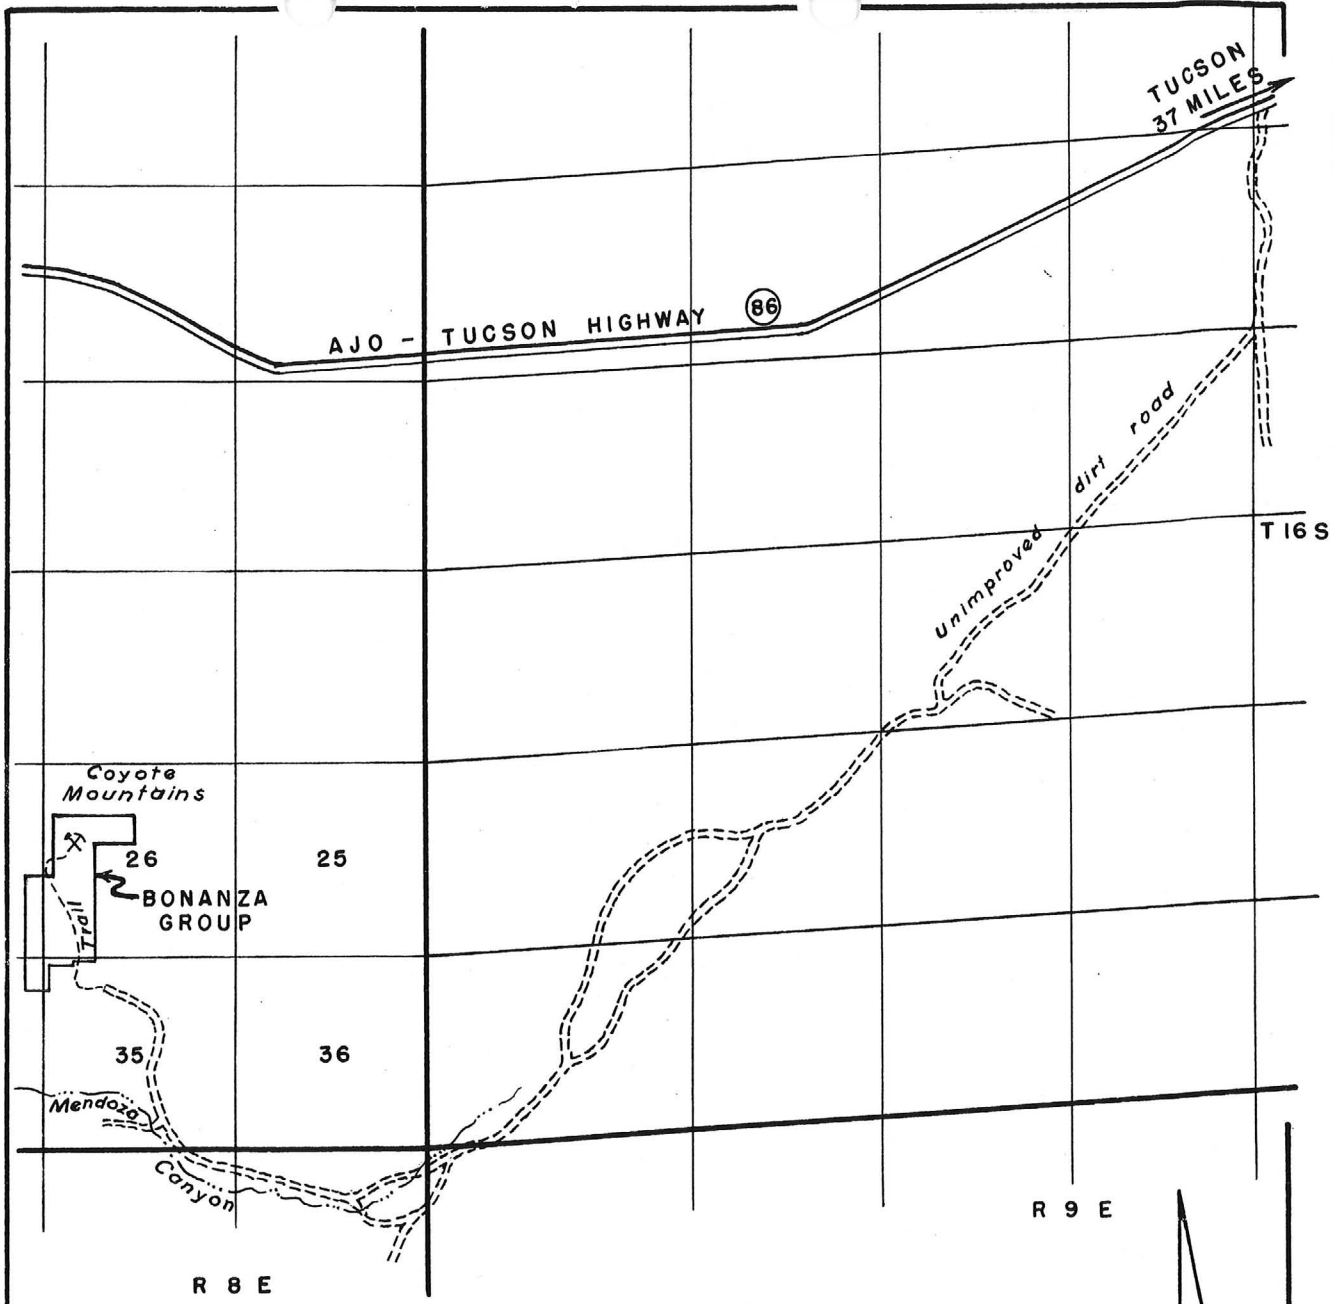 TUCSON
37 MILES
AJO - TUCSON HIGHWAY 86
unimproved dirt road
T 16 S
Coyote
Mountains
26
25
BONANZA
GROUP
Trail
35
36
Mendoza
Canyon
R 9 E
R 8 E